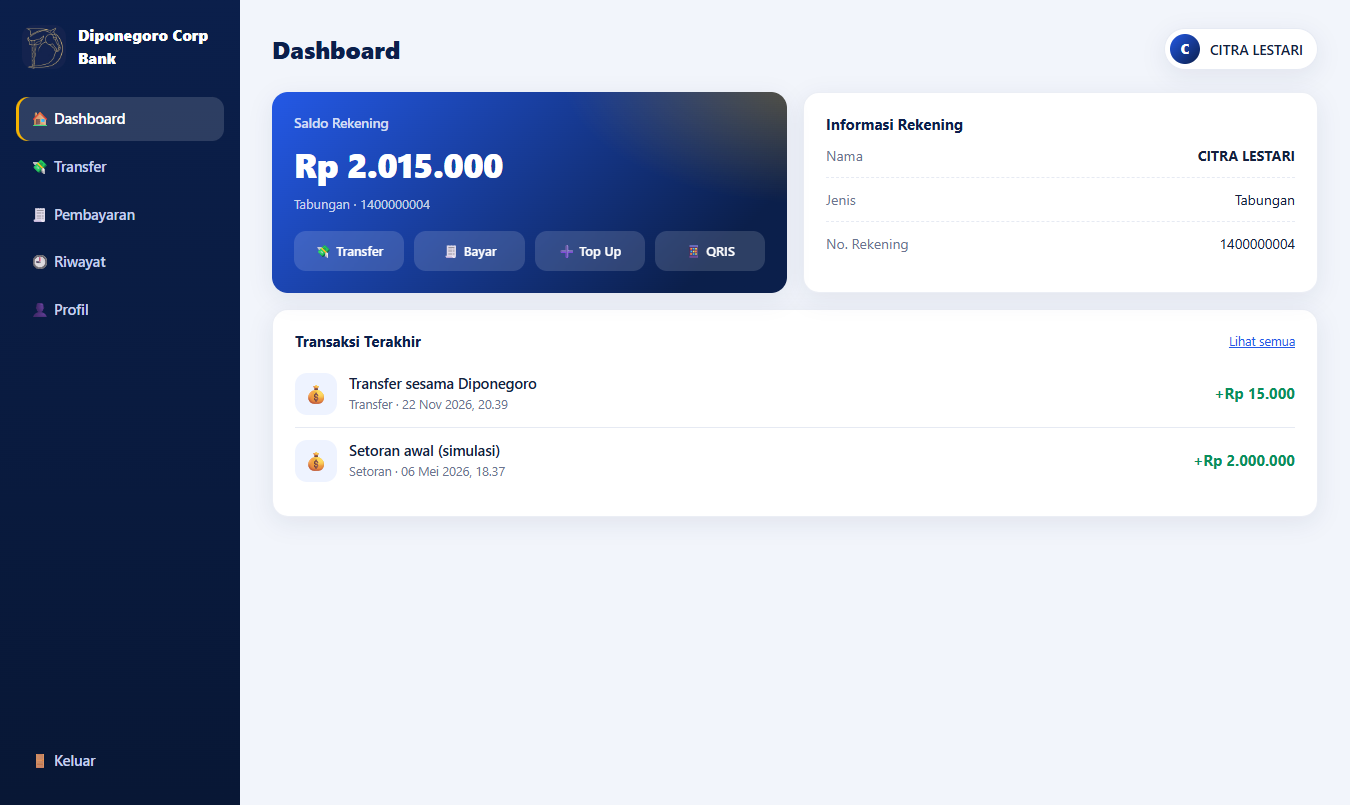 Diponegoro Corp
Bank
Dashboard
Transfer
Pembayaran
Riwayat
Profil
Keluar
Dashboard
C
CITRA LESTARI
Saldo Rekening
Rp 2.015.000
Tabungan · 1400000004
Transfer
Bayar
Top Up
QRIS
Informasi Rekening
Nama CITRA LESTARI
Jenis Tabungan
No. Rekening 1400000004
Transaksi Terakhir Lihat semua
Transfer sesama Diponegoro
Transfer · 22 Nov 2026, 20.39
+Rp 15.000
Setoran awal (simulasi)
Setoran · 06 Mei 2026, 18.37
+Rp 2.000.000